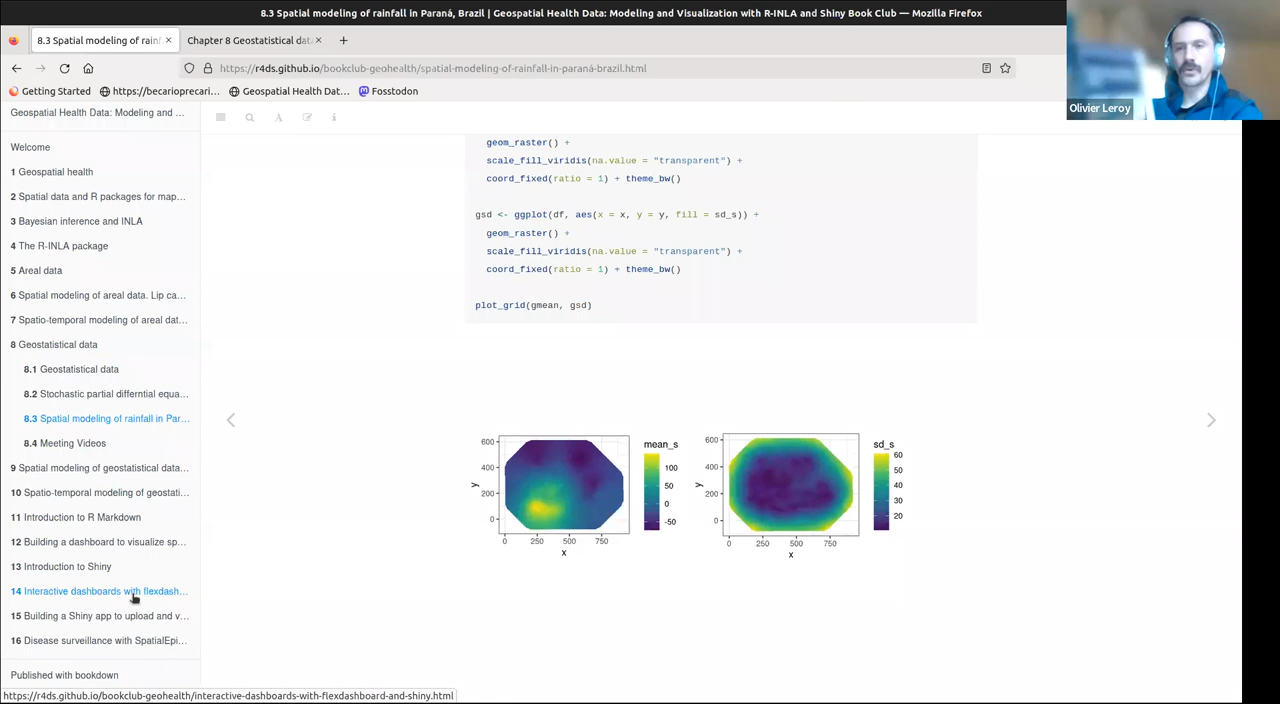 8.3 Spatial modeling of rainfall in Paraná, Brazil | Geospatial Health Data: Modeling and Visualization with R-INLA and Shiny Book Club — Mozilla Firefox
8.3 Spatial modeling of rainf
Chapter 8 Geostatistical dat
https://r4ds.github.io/bookclub-geohealth/spatial-modeling-of-rainfall-in-paraná-brazil.html
Getting Started
https://becarioprecari...
Geospatial Health Dat...
Fosstodon
Olivier Leroy
Geospatial Health Data: Modeling and ...
Welcome
1 Geospatial health
2 Spatial data and R packages for map...
3 Bayesian inference and INLA
4 The R-INLA package
5 Areal data
6 Spatial modeling of areal data. Lip ca...
7 Spatio-temporal modeling of areal dat...
8 Geostatistical data
8.1 Geostatistical data
8.2 Stochastic partial differntial equa...
8.3 Spatial modeling of rainfall in Par...
8.4 Meeting Videos
9 Spatial modeling of geostatistical data...
10 Spatio-temporal modeling of geostati...
11 Introduction to R Markdown
12 Building a dashboard to visualize sp...
13 Introduction to Shiny
14 Interactive dashboards with flexdash...
15 Building a Shiny app to upload and v...
16 Disease surveillance with SpatialEpi...
Published with bookdown
https://r4ds.github.io/bookclub-geohealth/interactive-dashboards-with-flexdashboard-and-shiny.html
geom_raster() +
scale_fill_viridis(na.value = "transparent") +
coord_fixed(ratio = 1) + theme_bw()
gsd <- ggplot(df, aes(x = x, y = y, fill = sd_s)) +
geom_raster() +
scale_fill_viridis(na.value = "transparent") +
coord_fixed(ratio = 1) + theme_bw()
plot_grid(gmean, gsd)
600
400
200
0
y
0 250 500 750
x
mean_s
100
50
0
-50
600
400
200
0
y
0 250 500 750
x
sd_s
60
50
40
30
20